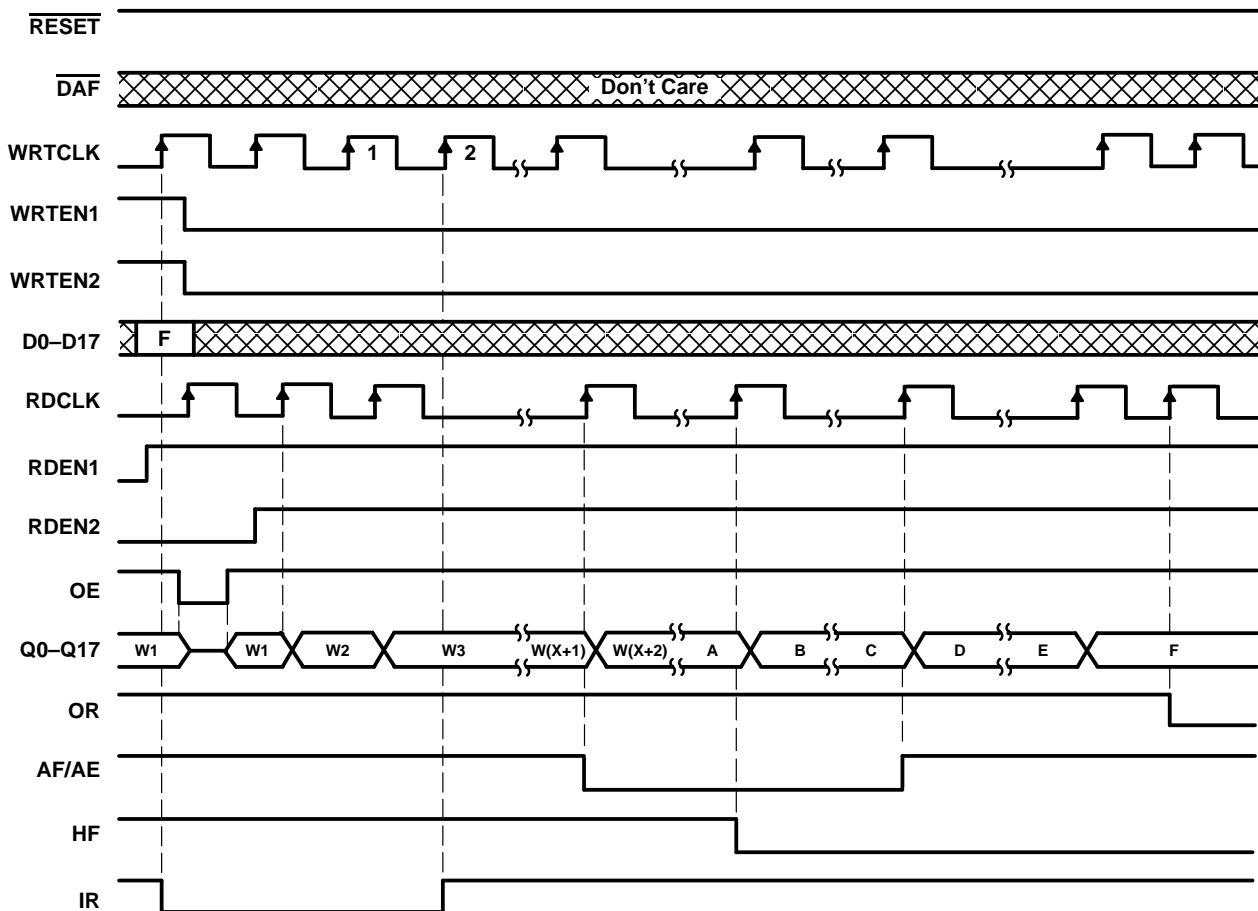 RESET
DAF
Don't Care
WRTCLK
1 2
WRTEN1
WRTEN2
D0–D17
F
RDCLK
RDEN1
RDEN2
OE
Q0–Q17
W1 W1 W2 W3 W(X+1) W(X+2) A B C D E F
OR
AF/AE
HF
IR